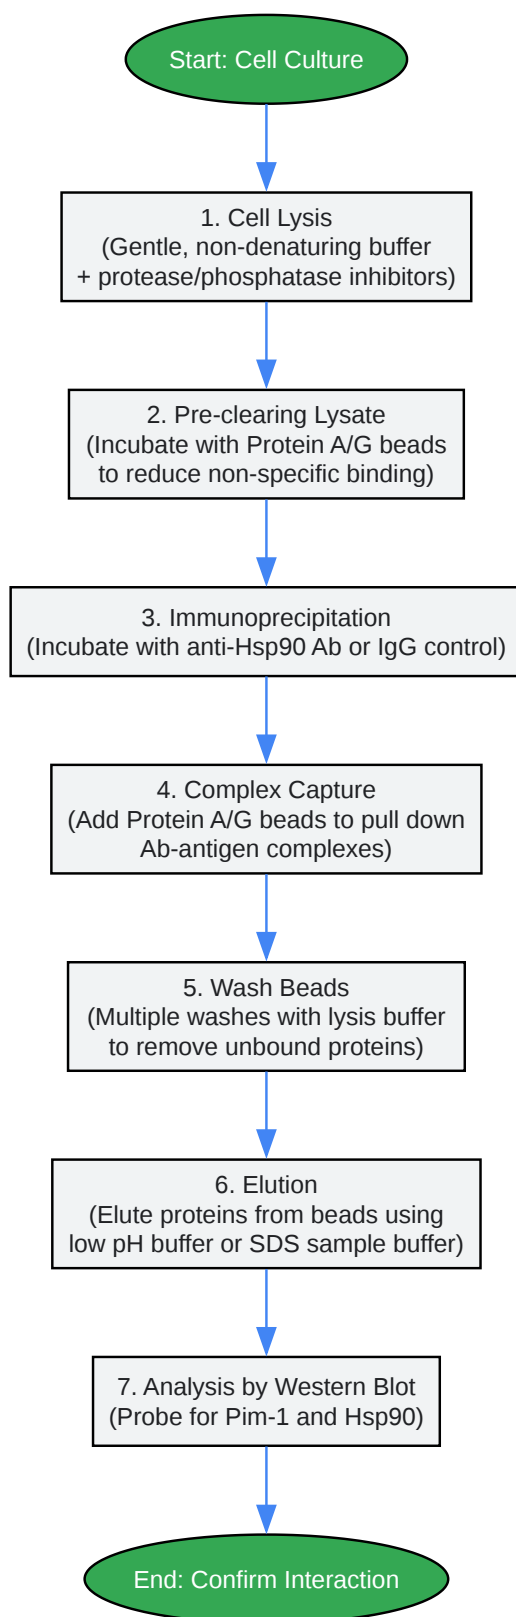 Start: Cell Culture
1. Cell Lysis
(Gentle, non-denaturing buffer
+ protease/phosphatase inhibitors)
2. Pre-clearing Lysate
(Incubate with Protein A/G beads
to reduce non-specific binding)
3. Immunoprecipitation
(Incubate with anti-Hsp90 Ab or IgG control)
4. Complex Capture
(Add Protein A/G beads to pull down
Ab-antigen complexes)
5. Wash Beads
(Multiple washes with lysis buffer
to remove unbound proteins)
6. Elution
(Elute proteins from beads using
low pH buffer or SDS sample buffer)
7. Analysis by Western Blot
(Probe for Pim-1 and Hsp90)
End: Confirm Interaction